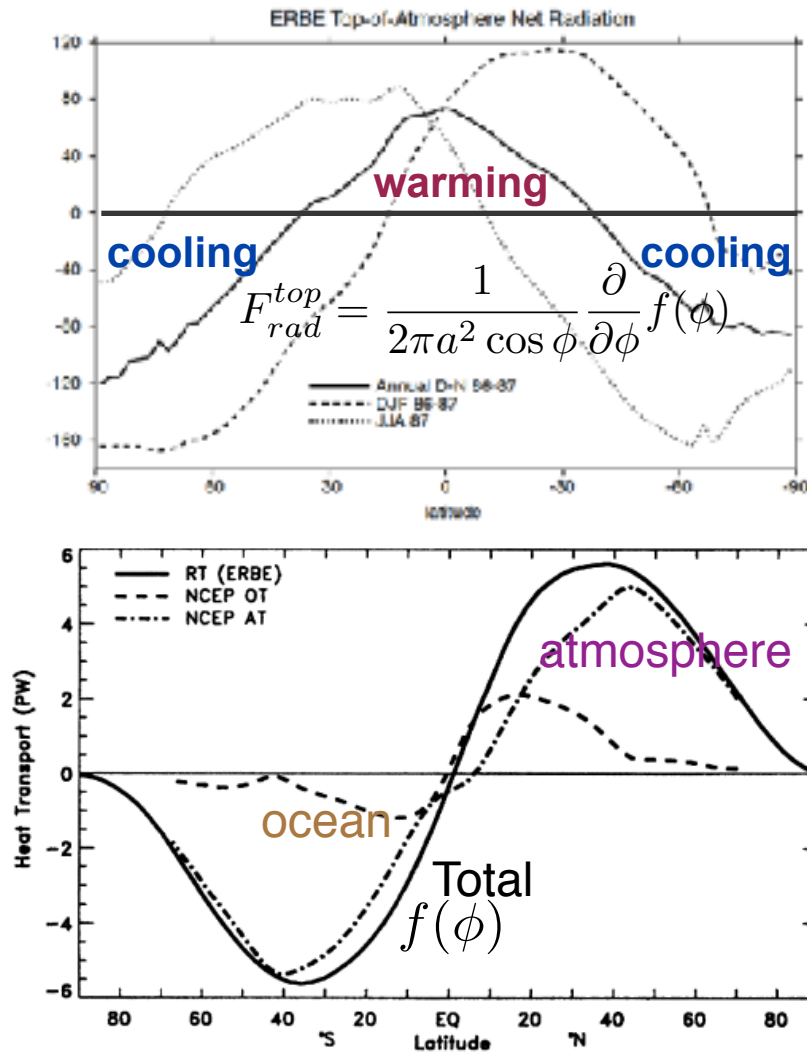 ERBE Top-of-Atmosphere Net Radiation
120
80
40
0
-40
-80
-120
-160
warming
cooling
cooling
F_{rad}^{top} = \frac{1}{2\pi a^2 \cos\phi} \frac{\partial}{\partial\phi} f(\phi)
Annual D-N 86-87
DJF 86-87
JJA 87
90 60 30 0 -30 -60 -90
latitude
6
4
2
0
-2
-4
-6
Heat Transport (PW)
RT (ERBE)
NCEP OT
NCEP AT
atmosphere
ocean
Total
f(\phi)
80 60 40 20 EQ 20 40 60 80
°S Latitude °N